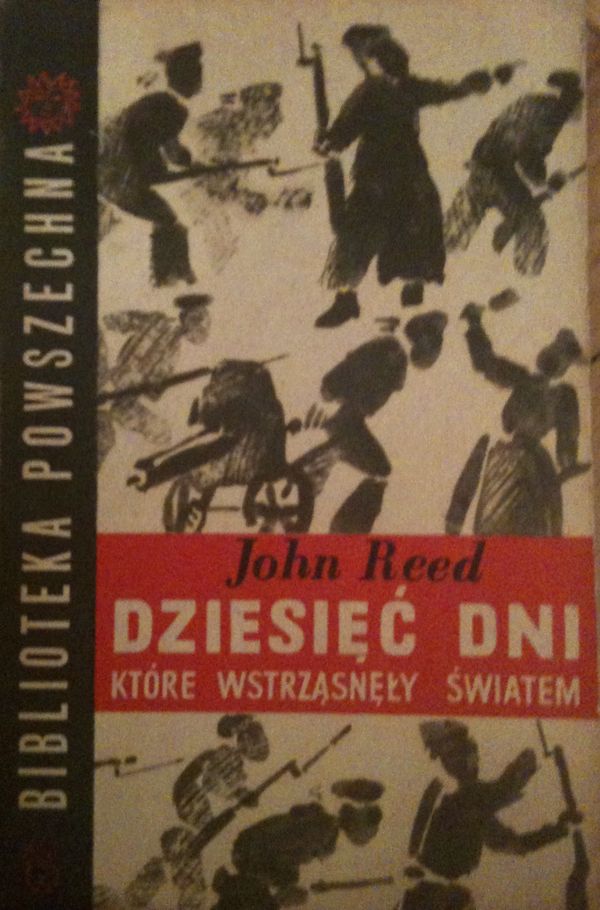 BIBLIOTEKA POWSZECHNA
John Reed
DZIESIĘĆ DNI
KTÓRE WSTRZĄSNĘŁY ŚWIATEM